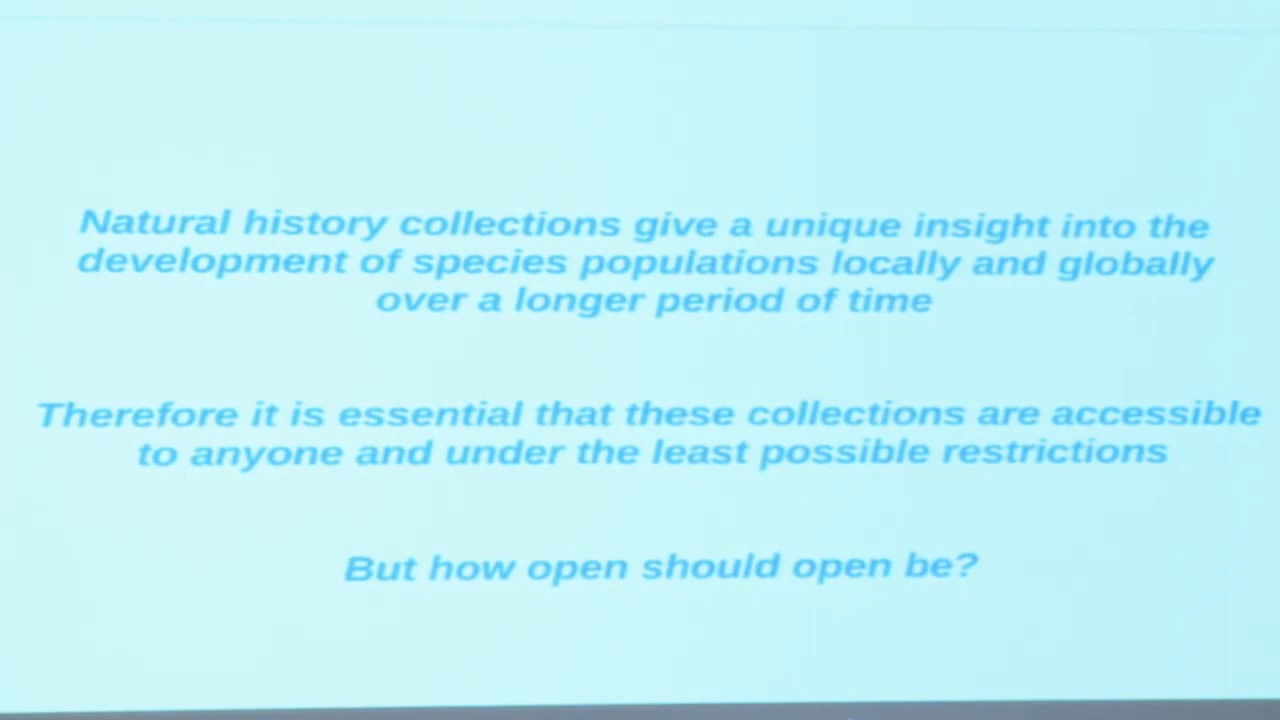 Natural history collections give a unique insight into the
development of species populations locally and globally
over a longer period of time
Therefore it is essential that these collections are accessible
to anyone and under the least possible restrictions
But how open should open be?